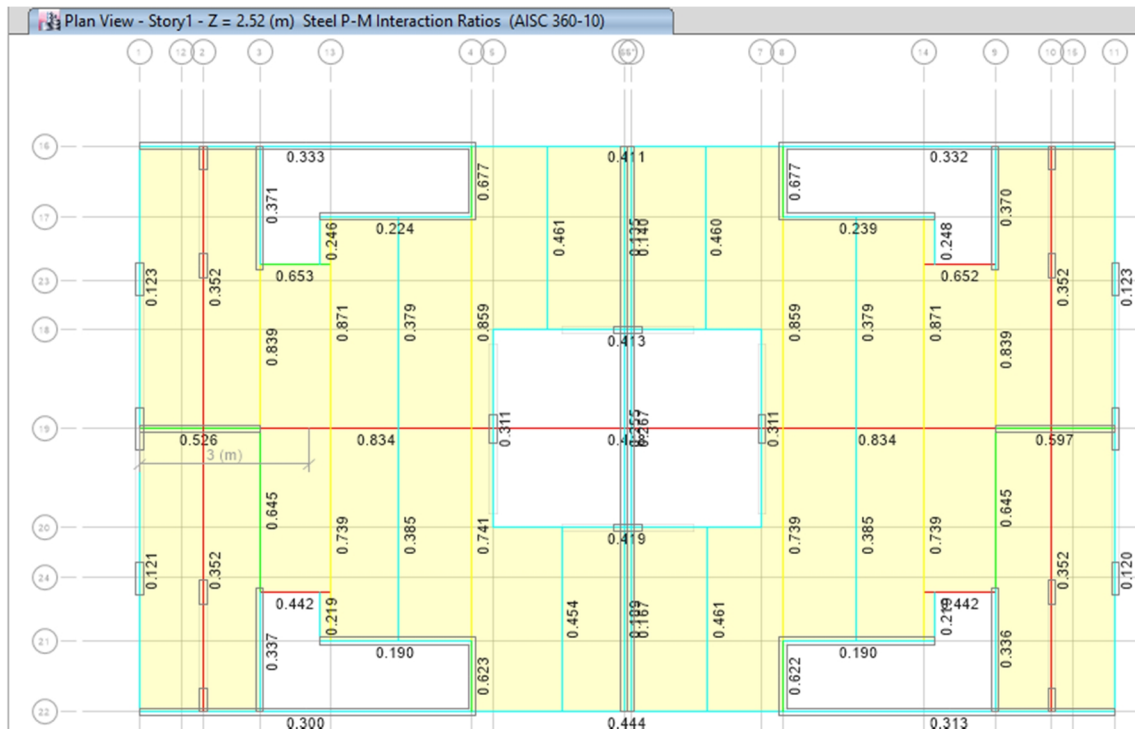 Plan View - Story1 - Z = 2.52 (m) Steel P-M Interaction Ratios (AISC 360-10)
1 12 2 3 13 4 5 7 8 14 9 10 15 11
16
0.333 0.411 0.332
0.371 0.677 0.677 0.370
17
0.246 0.224 0.461 0.460 0.239 0.248
0.653 0.652
23
0.123 0.352 0.352 0.123
0.839 0.871 0.379 0.859 0.859 0.379 0.871 0.839
18
0.413
19
0.526 0.834 0.311 0.311 0.834 0.597
3 (m)
0.645 0.739 0.385 0.741 0.739 0.385 0.739 0.645
20
0.419
24
0.121 0.352 0.352 0.120
0.442 0.442
0.219 0.454 0.167 0.461
21
0.337 0.190 0.623 0.622 0.190 0.336
22
0.300 0.444 0.313